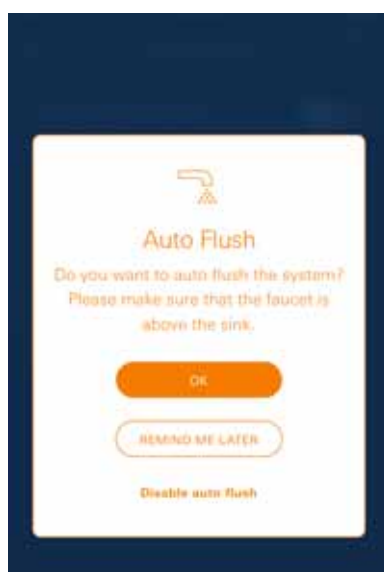 Auto Flush
Do you want to auto flush the system?
Please make sure that the faucet is
above the sink.
OK
REMIND ME LATER
Disable auto flush